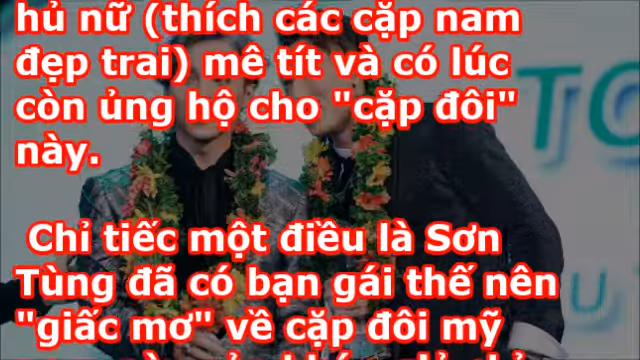 hủ nữ (thích các cặp nam
đẹp trai) mê tít và có lúc
còn ủng hộ cho "cặp đôi"
này.
Chỉ tiếc một điều là Sơn
Tùng đã có bạn gái thế nên
"giấc mơ" về cặp đôi mỹ